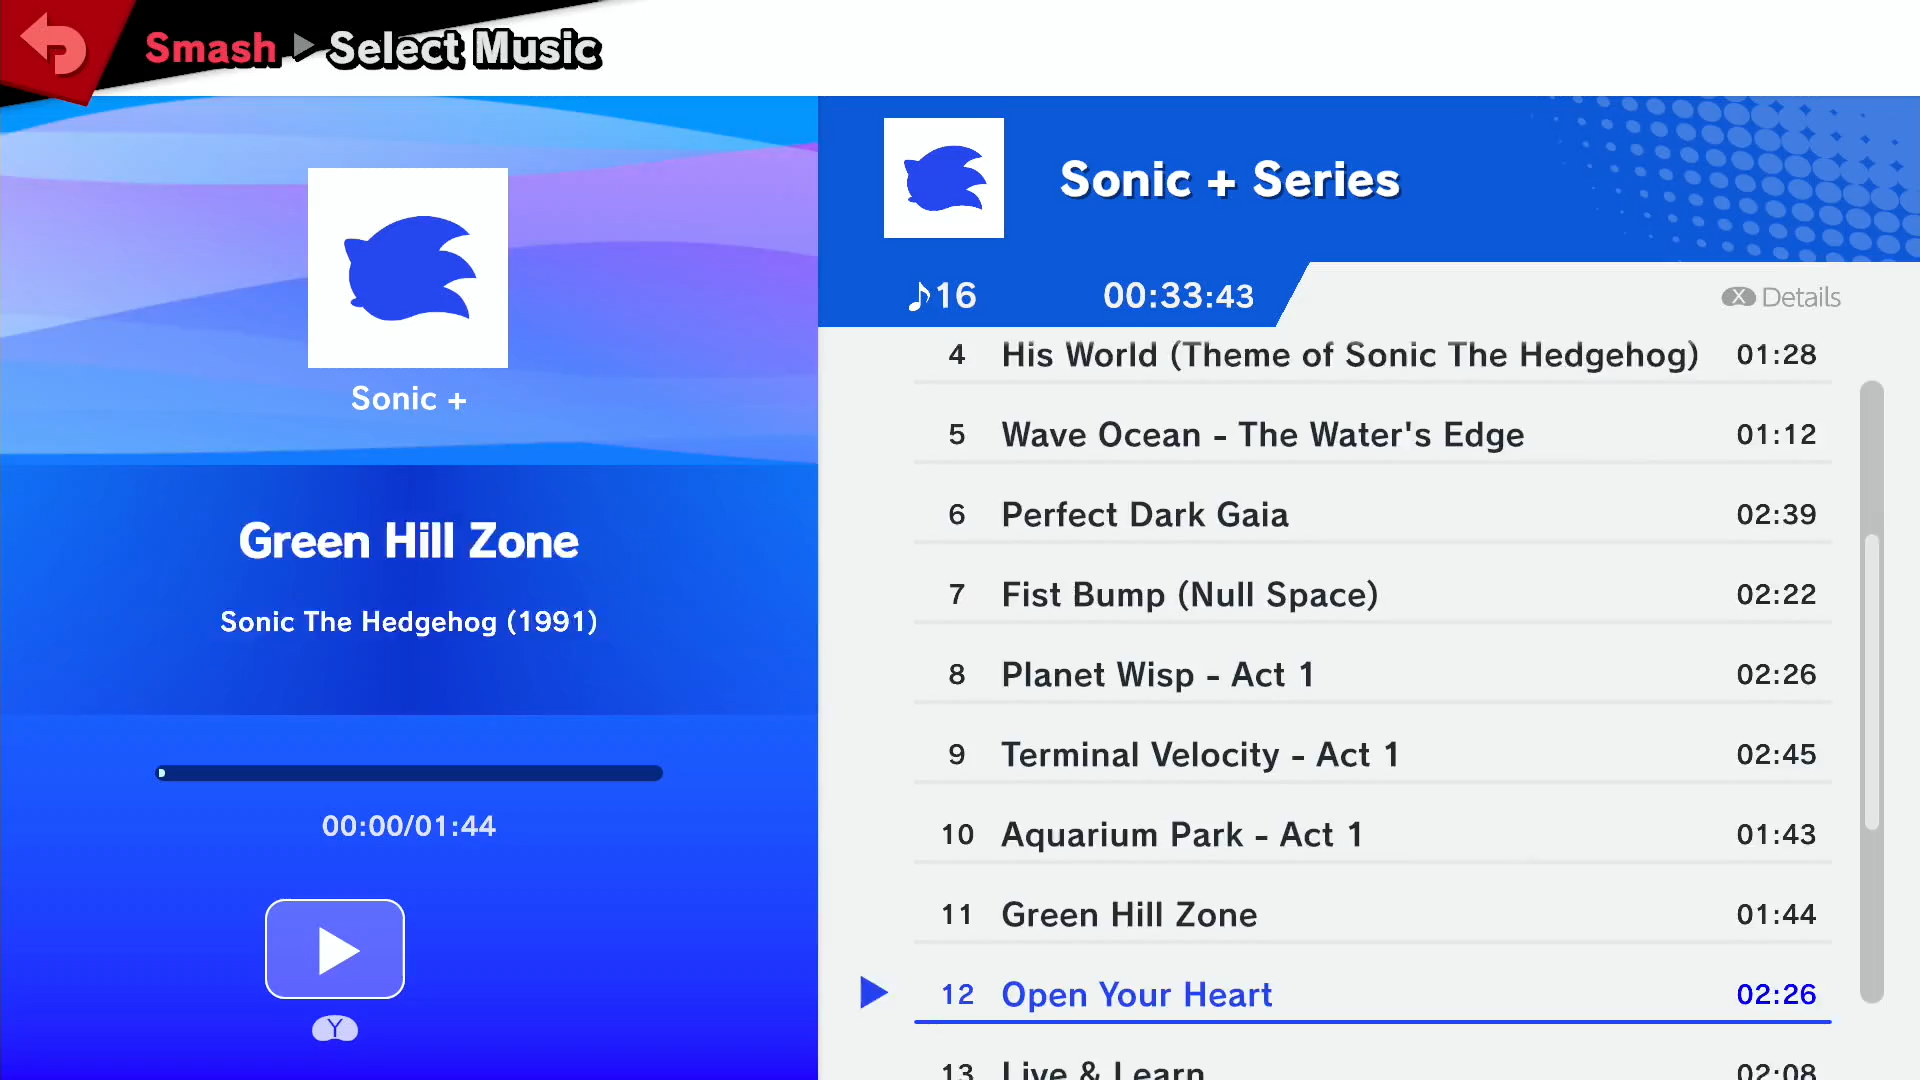 Smash ▶ Select Music
Sonic +
Green Hill Zone
Sonic The Hedgehog (1991)
00:00/01:44
Y
Sonic + Series
♪16 00:33:43
X Details
4 His World (Theme of Sonic The Hedgehog) 01:28
5 Wave Ocean - The Water's Edge 01:12
6 Perfect Dark Gaia 02:39
7 Fist Bump (Null Space) 02:22
8 Planet Wisp - Act 1 02:26
9 Terminal Velocity - Act 1 02:45
10 Aquarium Park - Act 1 01:43
11 Green Hill Zone 01:44
12 Open Your Heart 02:26
13 Live & Learn 02:08